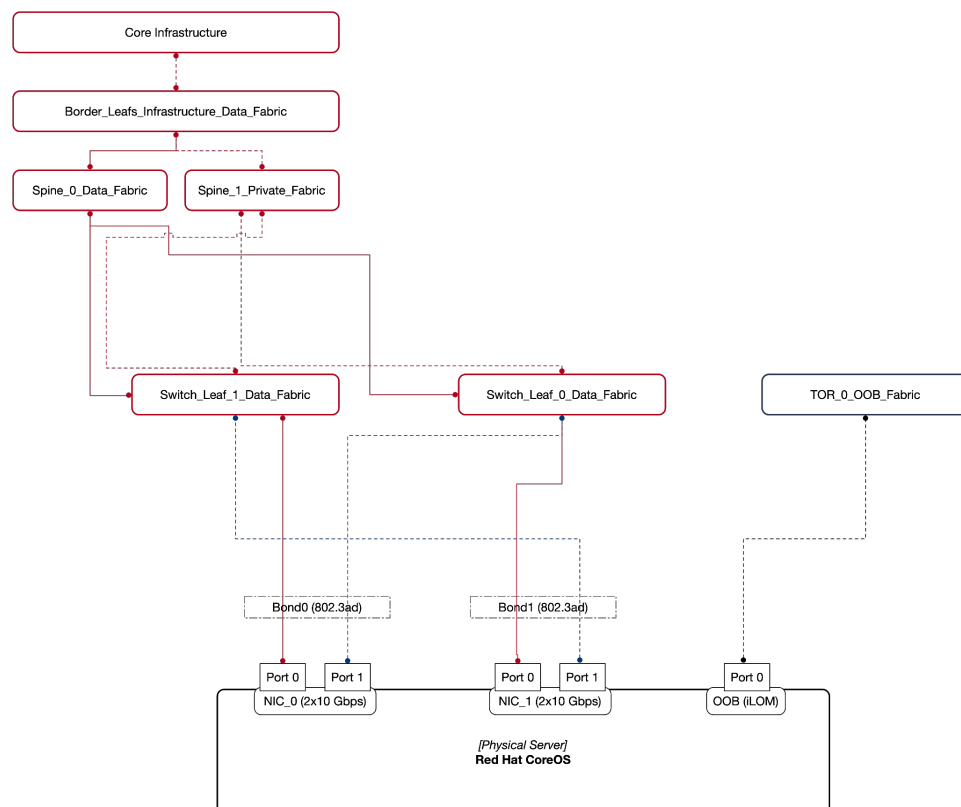 Core Infrastructure
Border_Leafs_Infrastructure_Data_Fabric
Spine_0_Data_Fabric
Spine_1_Private_Fabric
Switch_Leaf_1_Data_Fabric
Switch_Leaf_0_Data_Fabric
TOR_0_OOB_Fabric
Bond0 (802.3ad)
Bond1 (802.3ad)
Port 0
Port 1
Port 0
Port 1
Port 0
NIC_0 (2x10 Gbps)
NIC_1 (2x10 Gbps)
OOB (iLOM)
[Physical Server]
Red Hat CoreOS